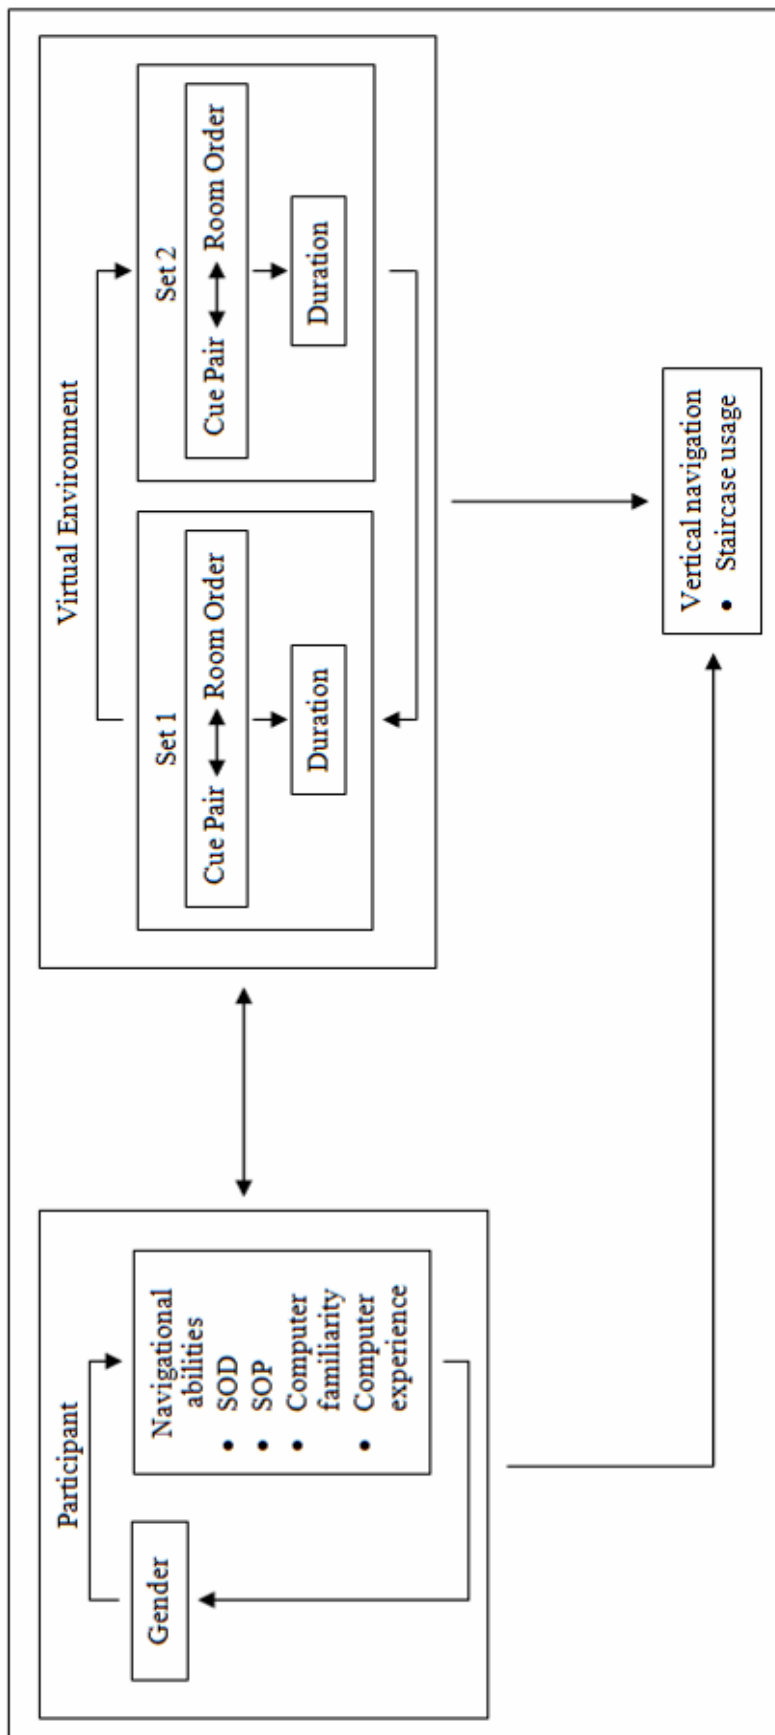 Participant
Gender
Navigational
abilities
• SOD
• SOP
• Computer
familiarity
• Computer
experience
Virtual Environment
Set 1
Cue Pair Room Order
Duration
Set 2
Cue Pair Room Order
Duration
Vertical navigation
• Staircase usage